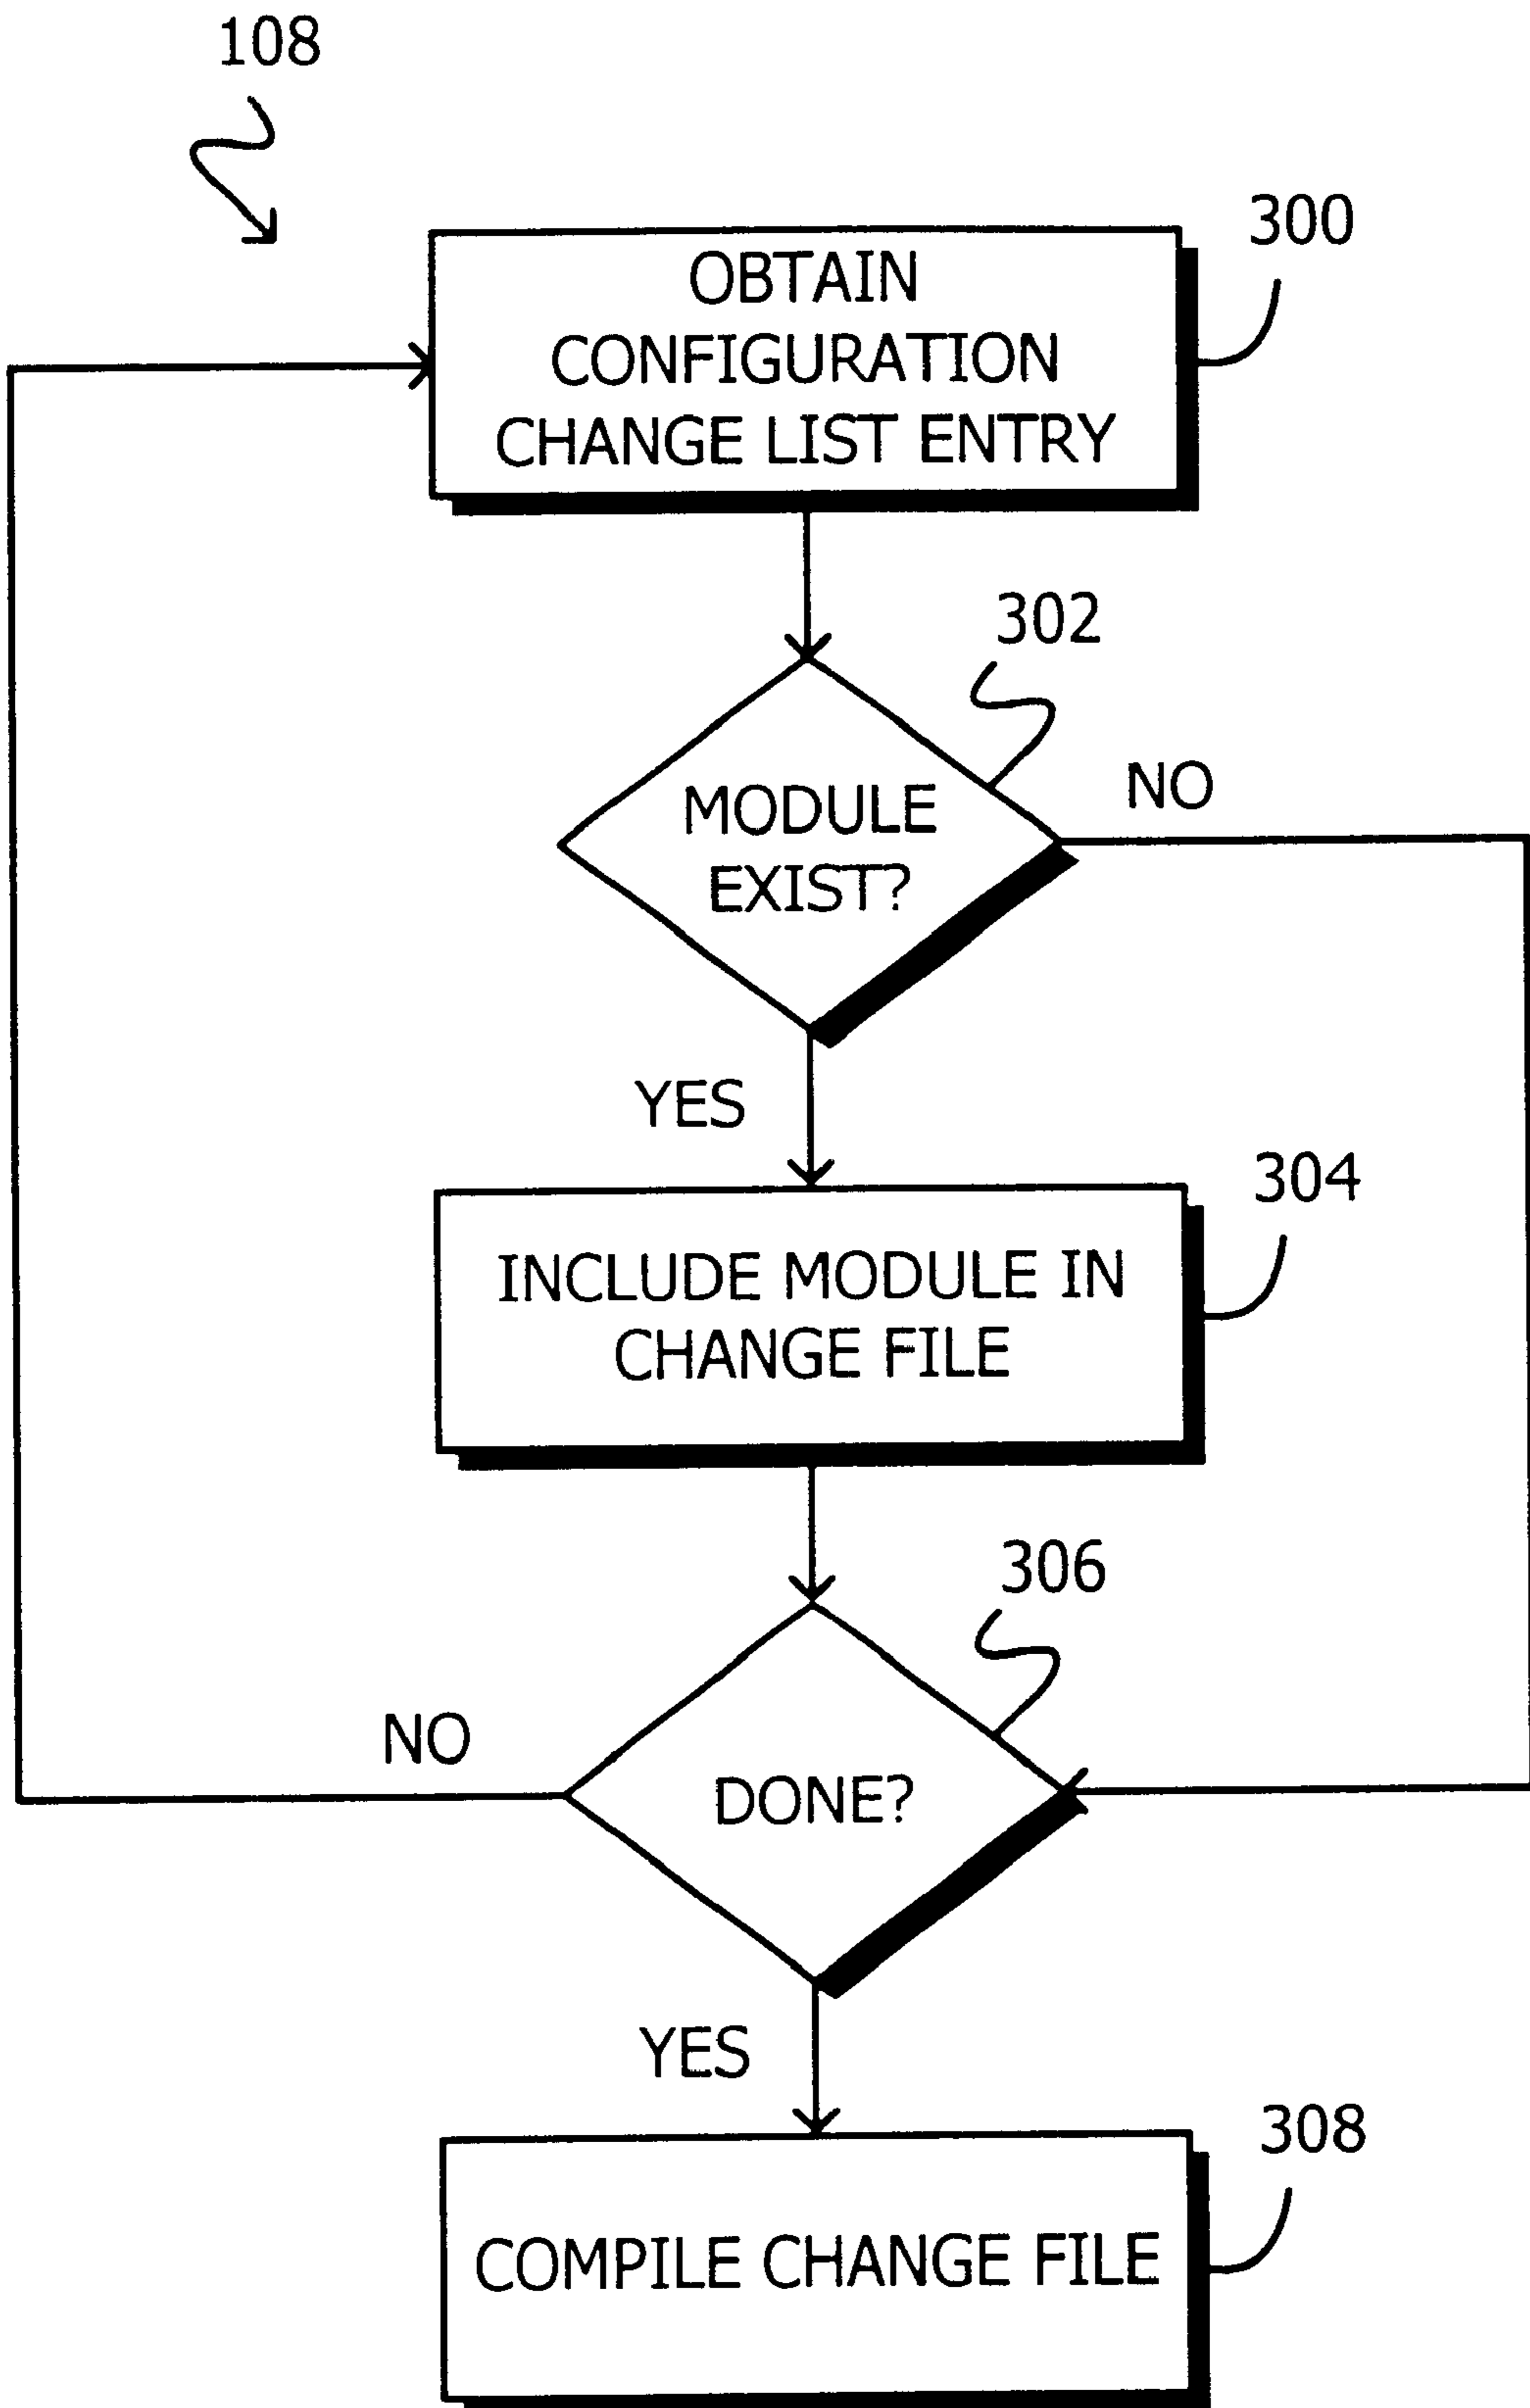 108
300
OBTAIN
CONFIGURATION
CHANGE LIST ENTRY
302
NO
MODULE
EXIST?
YES
304
INCLUDE MODULE IN
CHANGE FILE
306
NO
DONE?
YES
308
COMPILE CHANGE FILE